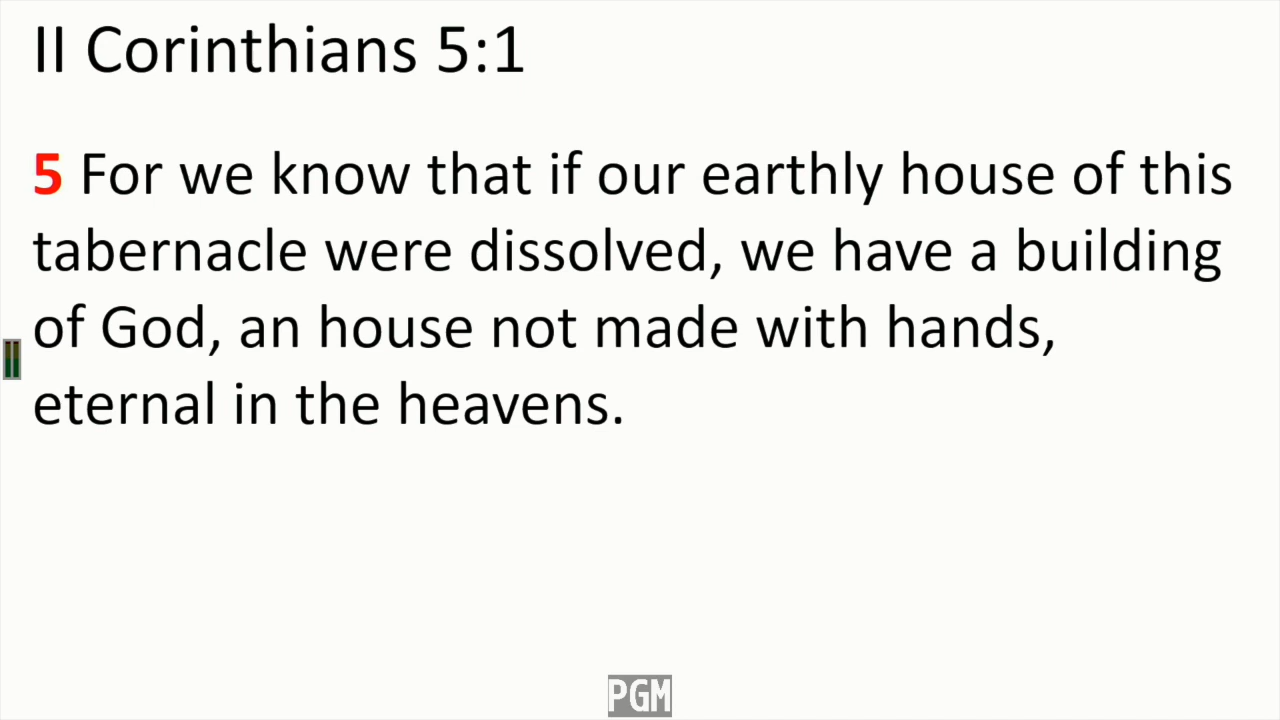 II Corinthians 5:1
5 For we know that if our earthly house of this
tabernacle were dissolved, we have a building
of God, an house not made with hands,
eternal in the heavens.
PGM